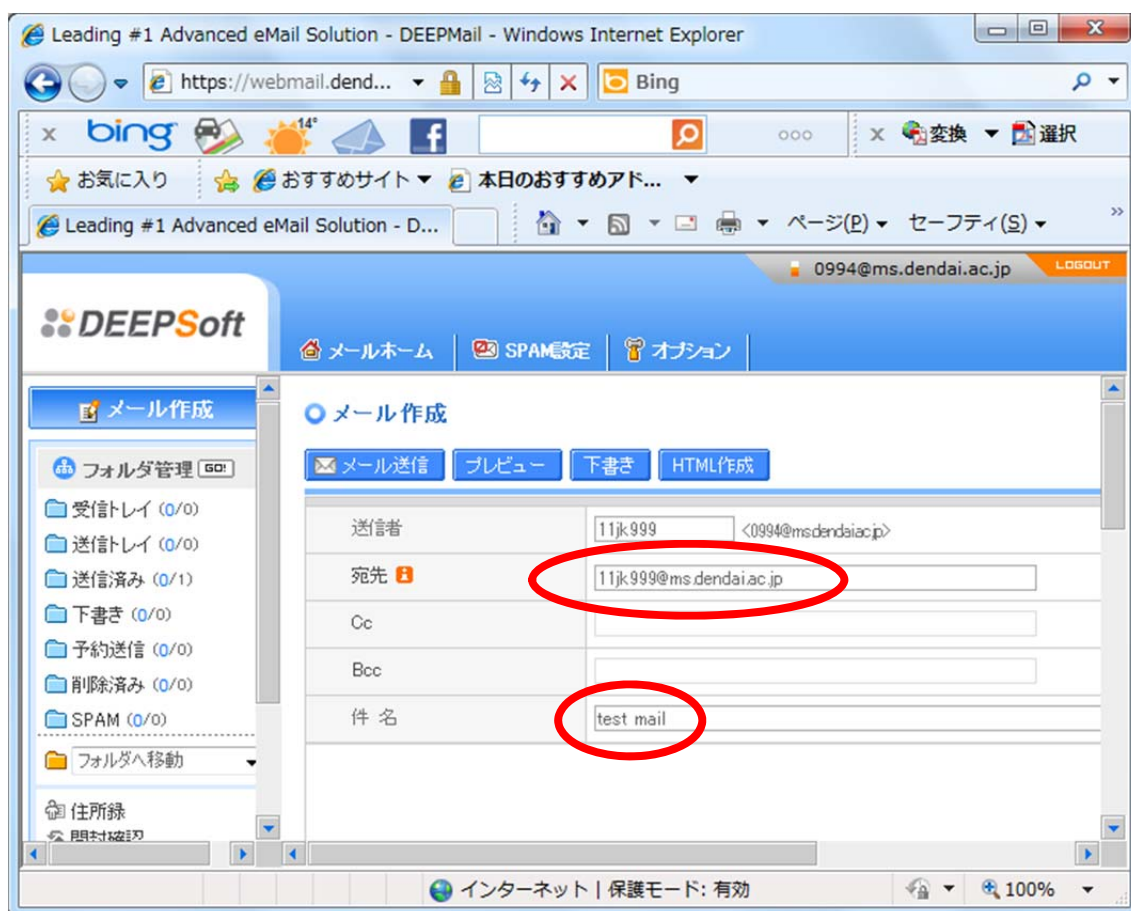 Leading #1 Advanced eMail Solution - DEEPMail - Windows Internet Explorer
https://webmail.dend...
Bing
x bing 14° x 変換 選択
お気に入り おすすめサイト 本日のおすすめアド...
Leading #1 Advanced eMail Solution - D... ページ(P) セーフティ(S) »
0994@ms.dendai.ac.jp LOGOUT
DEEPSoft
メールホーム SPAM設定 オプション
メール作成
フォルダ管理 GO!
受信トレイ (0/0)
送信トレイ (0/0)
送信済み (0/1)
下書き (0/0)
予約送信 (0/0)
削除済み (0/0)
SPAM (0/0)
フォルダへ移動
住所録
開封確認
メール作成
メール送信 プレビュー 下書き HTML作成
送信者 11jk999 <0994@ms.dendai.ac.jp>
宛先 11jk999@ms.dendai.ac.jp
Cc
Bcc
件 名 test mail
インターネット | 保護モード: 有効 100%